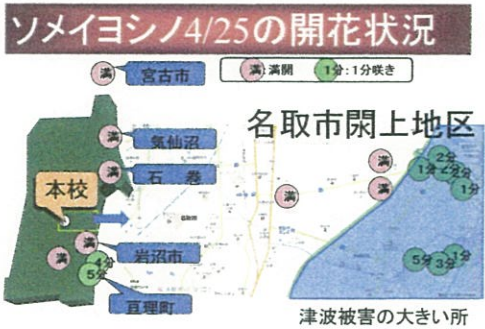 ソメイヨシノ4/25の開花状況
満 宮古市
満:満開 1分:1分咲き
満 気仙沼
名取市閖上地区
満 石巻
本校
満 満 満
2分 1分 2分 2分 1分
満 岩沼市
満 4分
5分
亘理町
5分 3分 1分
津波被害の大きい所